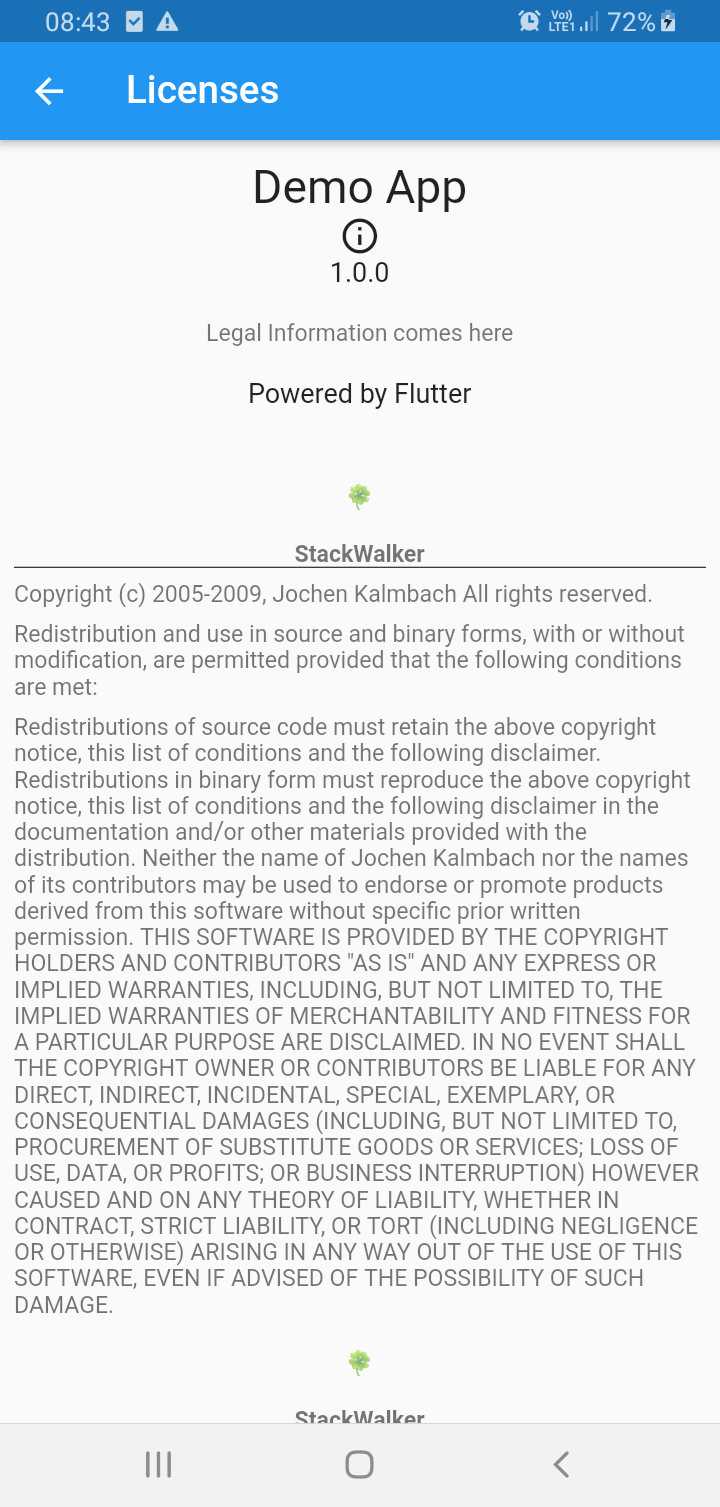 08:43
Vo))
LTE1
72%
Licenses
Demo App
1.0.0
Legal Information comes here
Powered by Flutter
StackWalker
Copyright (c) 2005-2009, Jochen Kalmbach All rights reserved.
Redistribution and use in source and binary forms, with or without
modification, are permitted provided that the following conditions
are met:
Redistributions of source code must retain the above copyright
notice, this list of conditions and the following disclaimer.
Redistributions in binary form must reproduce the above copyright
notice, this list of conditions and the following disclaimer in the
documentation and/or other materials provided with the
distribution. Neither the name of Jochen Kalmbach nor the names
of its contributors may be used to endorse or promote products
derived from this software without specific prior written
permission. THIS SOFTWARE IS PROVIDED BY THE COPYRIGHT
HOLDERS AND CONTRIBUTORS "AS IS" AND ANY EXPRESS OR
IMPLIED WARRANTIES, INCLUDING, BUT NOT LIMITED TO, THE
IMPLIED WARRANTIES OF MERCHANTABILITY AND FITNESS FOR
A PARTICULAR PURPOSE ARE DISCLAIMED. IN NO EVENT SHALL
THE COPYRIGHT OWNER OR CONTRIBUTORS BE LIABLE FOR ANY
DIRECT, INDIRECT, INCIDENTAL, SPECIAL, EXEMPLARY, OR
CONSEQUENTIAL DAMAGES (INCLUDING, BUT NOT LIMITED TO,
PROCUREMENT OF SUBSTITUTE GOODS OR SERVICES; LOSS OF
USE, DATA, OR PROFITS; OR BUSINESS INTERRUPTION) HOWEVER
CAUSED AND ON ANY THEORY OF LIABILITY, WHETHER IN
CONTRACT, STRICT LIABILITY, OR TORT (INCLUDING NEGLIGENCE
OR OTHERWISE) ARISING IN ANY WAY OUT OF THE USE OF THIS
SOFTWARE, EVEN IF ADVISED OF THE POSSIBILITY OF SUCH
DAMAGE.
StackWalker